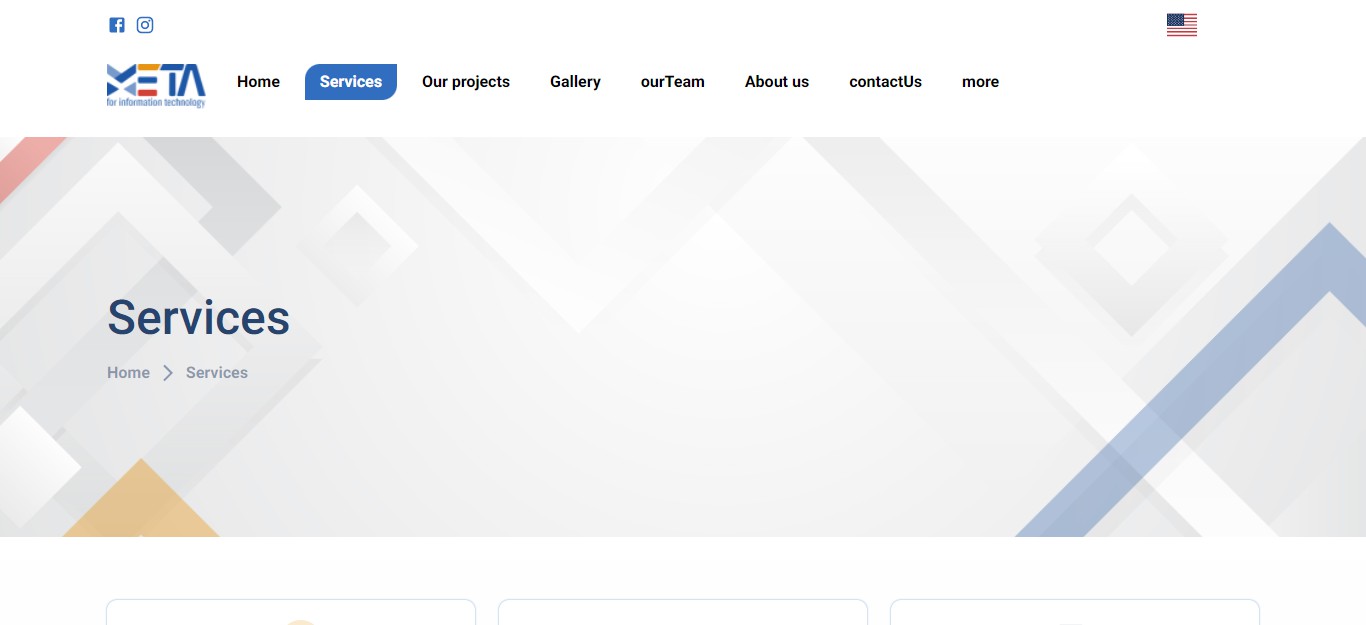 META
for information technology
Home Services Our projects Gallery ourTeam About us contactUs more
Services
Home Services